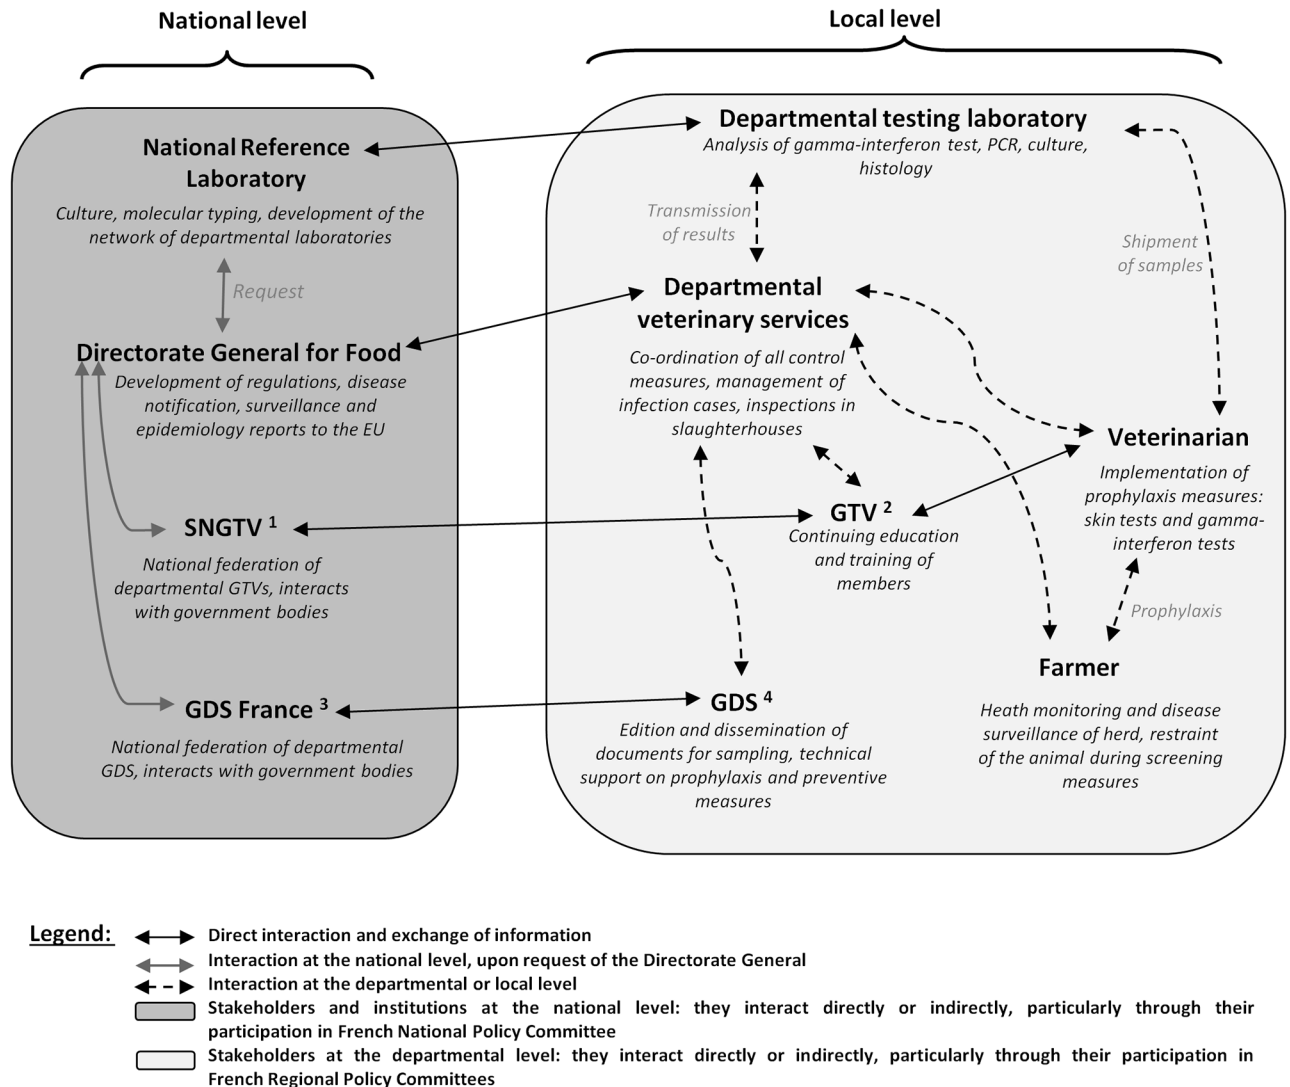 National level
Local level
National Reference
Laboratory
Culture, molecular typing, development of the
network of departmental laboratories
Request
Directorate General for Food
Development of regulations, disease
notification, surveillance and
epidemiology reports to the EU
SNGTV 1
National federation of
departmental GTVs, interacts
with government bodies
GDS France 3
National federation of departmental
GDS, interacts with government bodies
Departmental testing laboratory
Analysis of gamma-interferon test, PCR, culture,
histology
Transmission
of results
Shipment
of samples
Departmental
veterinary services
Co-ordination of all control
measures, management of
infection cases, inspections in
slaughterhouses
Veterinarian
Implementation of
prophylaxis measures:
skin tests and gamma-
interferon tests
GTV 2
Continuing education
and training of
members
Prophylaxis
Farmer
Heath monitoring and disease
surveillance of herd, restraint
of the animal during screening
measures
GDS 4
Edition and dissemination of
documents for sampling, technical
support on prophylaxis and preventive
measures
Legend:
Direct interaction and exchange of information
Interaction at the national level, upon request of the Directorate General
Interaction at the departmental or local level
Stakeholders and institutions at the national level: they interact directly or indirectly, particularly through their
participation in French National Policy Committee
Stakeholders at the departmental level: they interact directly or indirectly, particularly through their participation in
French Regional Policy Committees